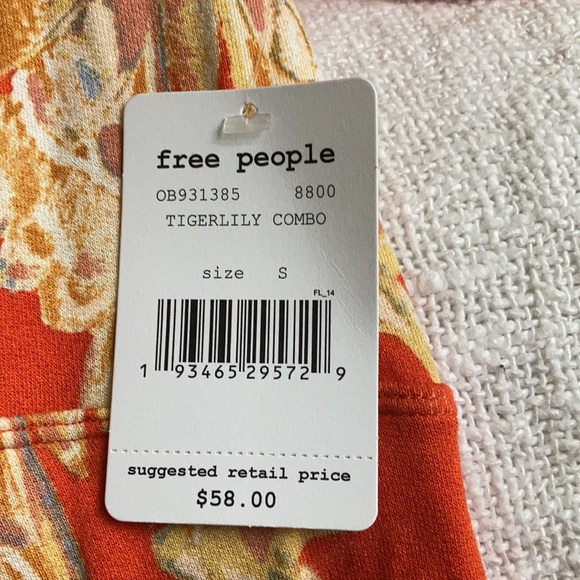 free people
OB931385 8800
TIGERLILY COMBO
size S
FL_14
1 93465 29572 9
suggested retail price
$58.00